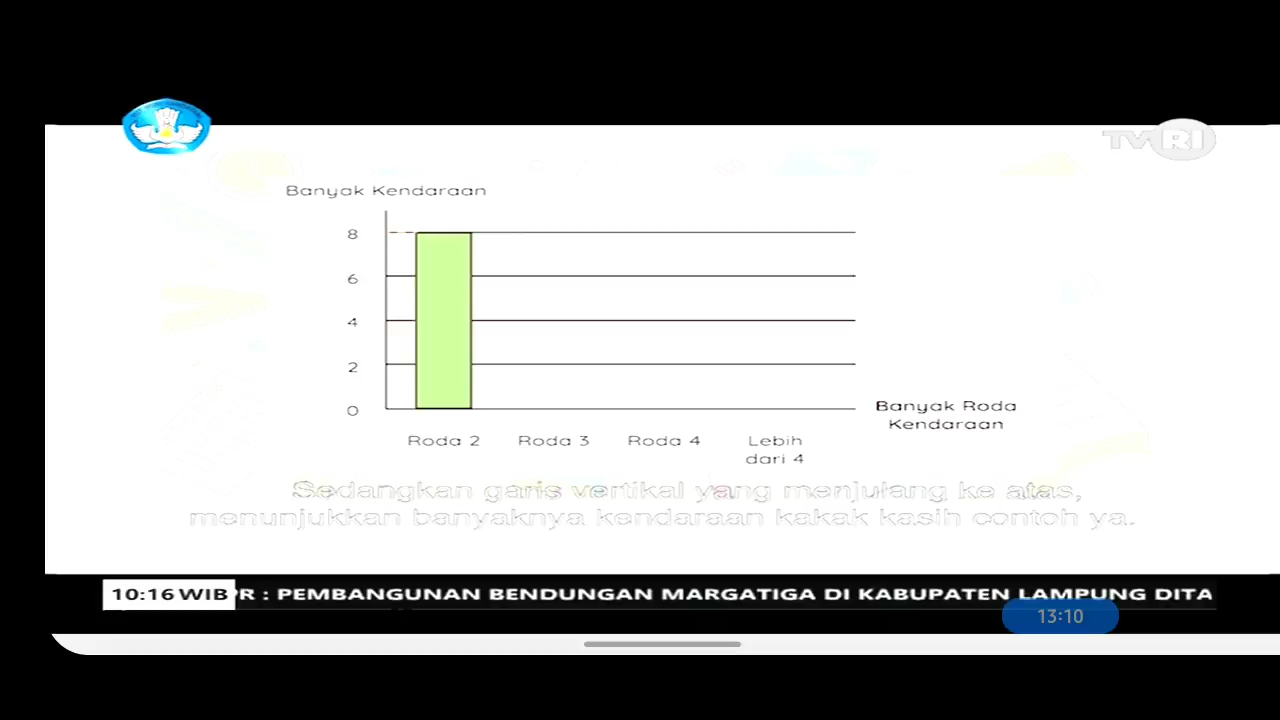 TVRI
Banyak Kendaraan
8
6
4
2
0
Banyak Roda
Kendaraan
Roda 2 Roda 3 Roda 4 Lebih
dari 4
Sedangkan garis vertikal yang menjulang ke atas,
menunjukkan banyaknya kendaraan kakak kasih contoh ya.
10:16 WIB R : PEMBANGUNAN BENDUNGAN MARGATIGA DI KABUPATEN LAMPUNG DITA
13:10